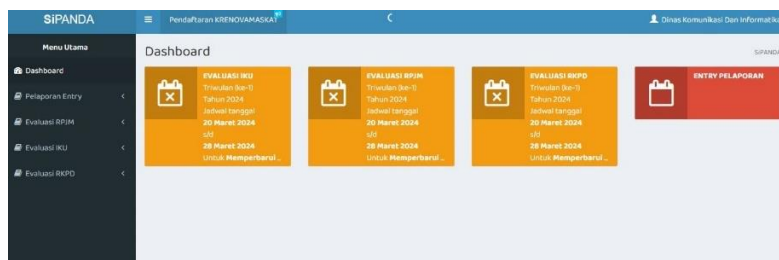 SiPANDA
Pendaftaran KRENOVAMASKAT
Dinas Komunikasi Dan Informatika
Menu Utama
Dashboard
Pelaporan Entry
Evaluasi RPJM
Evaluasi IKU
Evaluasi RKPD
Dashboard
SiPANDA
EVALUASI IKU
Triwulan (ke-1)
Tahun 2024
Jadwal tanggal
20 Maret 2024
s/d
28 Maret 2024
Untuk Memperbarui ..
EVALUASI RPJM
Triwulan (ke-1)
Tahun 2024
Jadwal tanggal
20 Maret 2024
s/d
28 Maret 2024
Untuk Memperbarui ..
EVALUASI RKPD
Triwulan (ke-1)
Tahun 2024
Jadwal tanggal
20 Maret 2024
s/d
28 Maret 2024
Untuk Memperbarui ..
ENTRY PELAPORAN